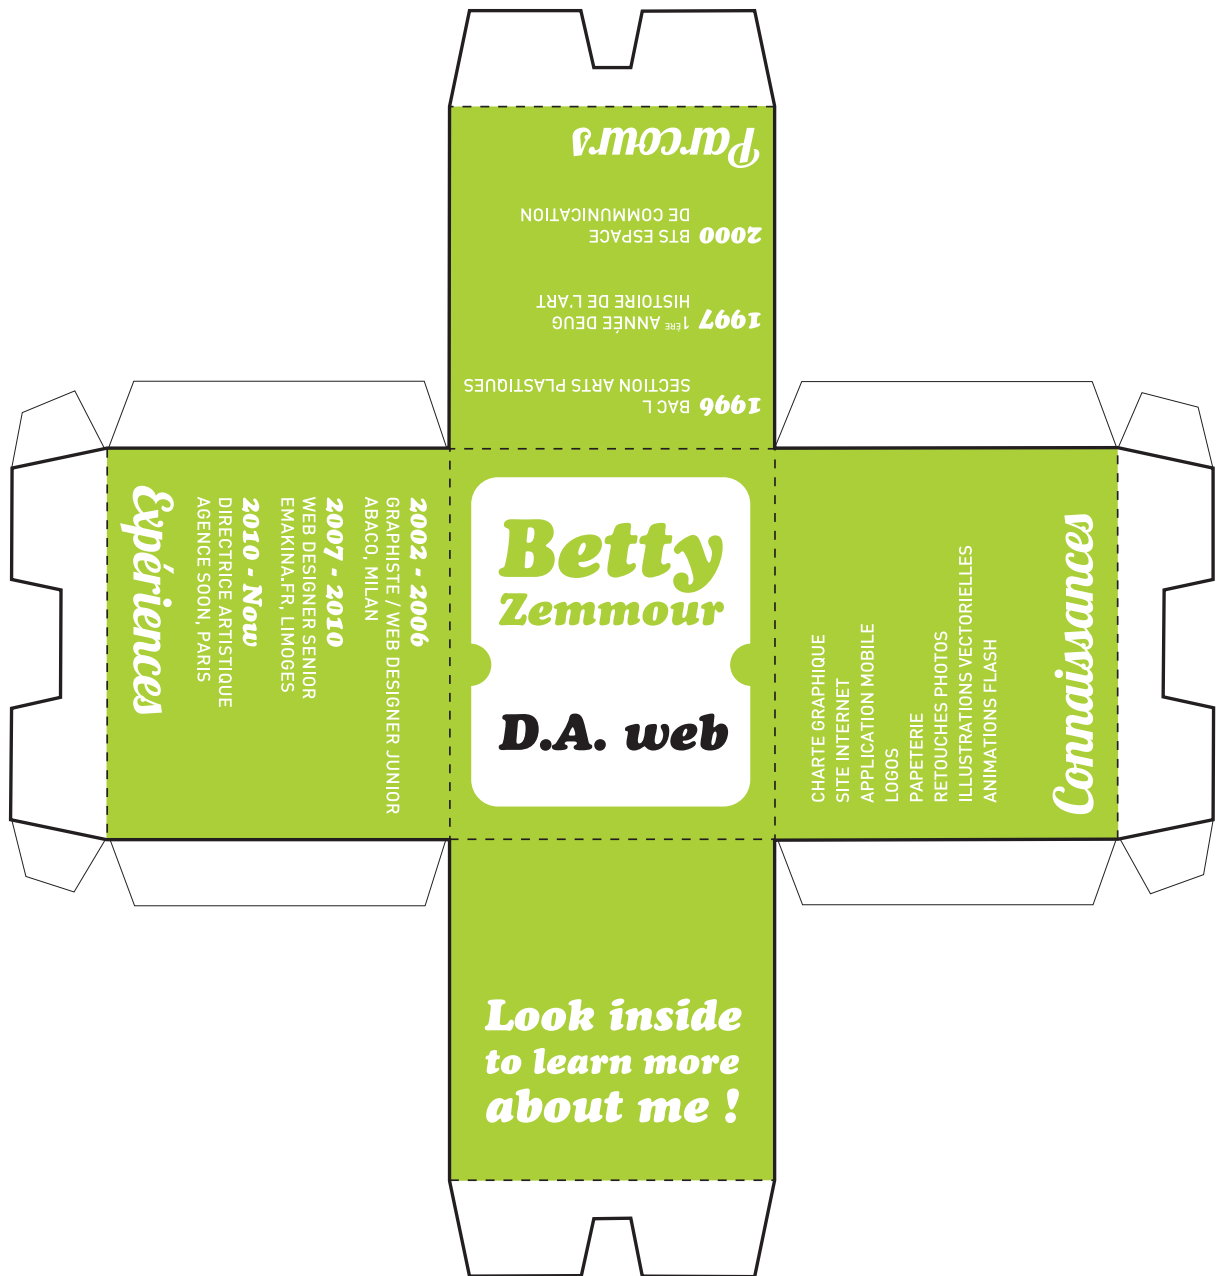 Parcours
1996 BAC L
SECTION ARTS PLASTIQUES
1997 1ÈRE ANNÉE DEUG
HISTOIRE DE L'ART
2000 BTS ESPACE
DE COMMUNICATION
Expériences
2002 - 2006
GRAPHISTE / WEB DESIGNER JUNIOR
ABACO, MILAN
2007 - 2010
WEB DESIGNER SENIOR
EMAKINA.FR, LIMOGES
2010 - Now
DIRECTRICE ARTISTIQUE
AGENCE SOON, PARIS
Betty
Zemmour
D.A. web
CHARTE GRAPHIQUE
SITE INTERNET
APPLICATION MOBILE
LOGOS
PAPETERIE
RETOUCHES PHOTOS
ILLUSTRATIONS VECTORIELLES
ANIMATIONS FLASH
Connaissances
Look inside
to learn more
about me !